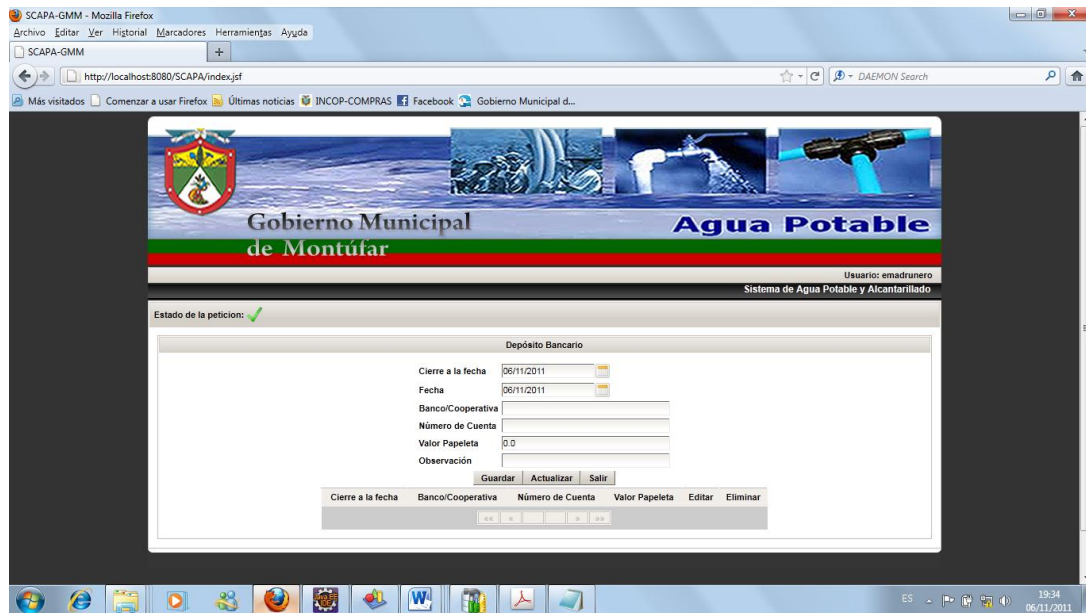 SCAPA-GMM - Mozilla Firefox
Archivo Editar Ver Historial Marcadores Herramientas Ayuda
SCAPA-GMM
http://localhost:8080/SCAPA/index.jsf
DAEMON Search
Más visitados Comenzar a usar Firefox Últimas noticias INCOP-COMPRAS Facebook Gobierno Municipal d...
Gobierno Municipal
de Montúfar
Agua Potable
Usuario: emadrunero
Sistema de Agua Potable y Alcantarillado
Estado de la peticion:
Depósito Bancario
Cierre a la fecha 06/11/2011
Fecha 06/11/2011
Banco/Cooperativa
Número de Cuenta
Valor Papeleta 0.0
Observación
Guardar Actualizar Salir
Cierre a la fecha Banco/Cooperativa Número de Cuenta Valor Papeleta Editar Eliminar
«« « » »»
ES 19:34
06/11/2011